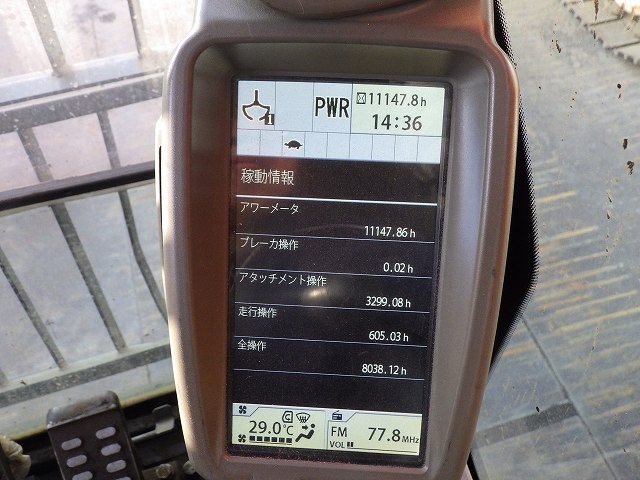 1
PWR
11147.8h
14:36
稼動情報
アワーメータ
11147.86 h
ブレーカ操作
0.02 h
アタッチメント操作
3299.08 h
走行操作
605.03 h
全操作
8038.12 h
29.0℃
FM 77.8MHz
VOL